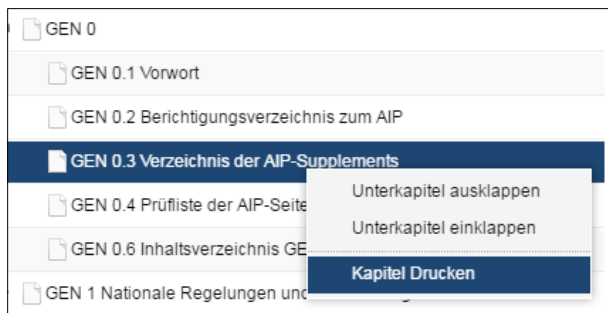 GEN 0
GEN 0.1 Vorwort
GEN 0.2 Berichtigungsverzeichnis zum AIP
GEN 0.3 Verzeichnis der AIP-Supplements
Unterkapitel ausklappen
GEN 0.4 Prüfliste der AIP-Seite
Unterkapitel einklappen
GEN 0.6 Inhaltsverzeichnis GE
Kapitel Drucken
GEN 1 Nationale Regelungen und